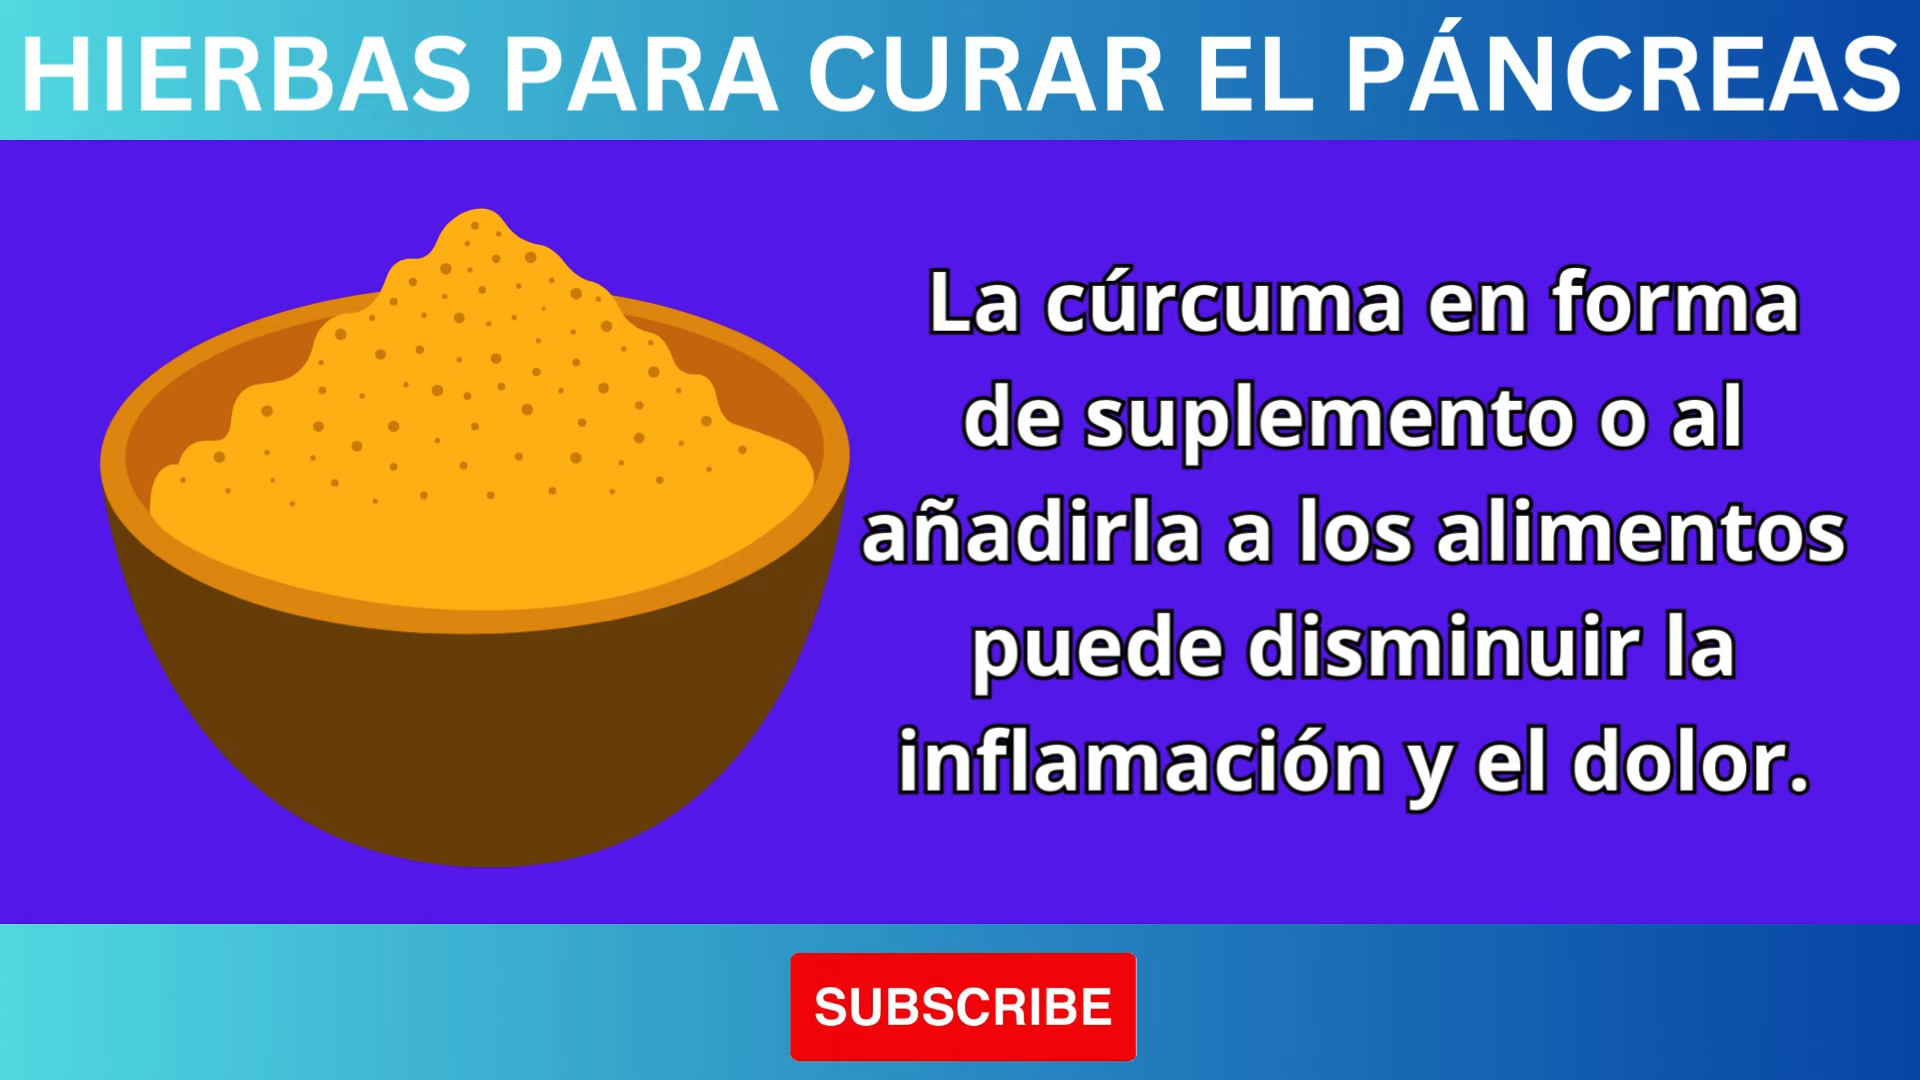 HIERBAS PARA CURAR EL PÁNCREAS
La cúrcuma en forma
de suplemento o al
añadirla a los alimentos
puede disminuir la
inflamación y el dolor.
SUBSCRIBE